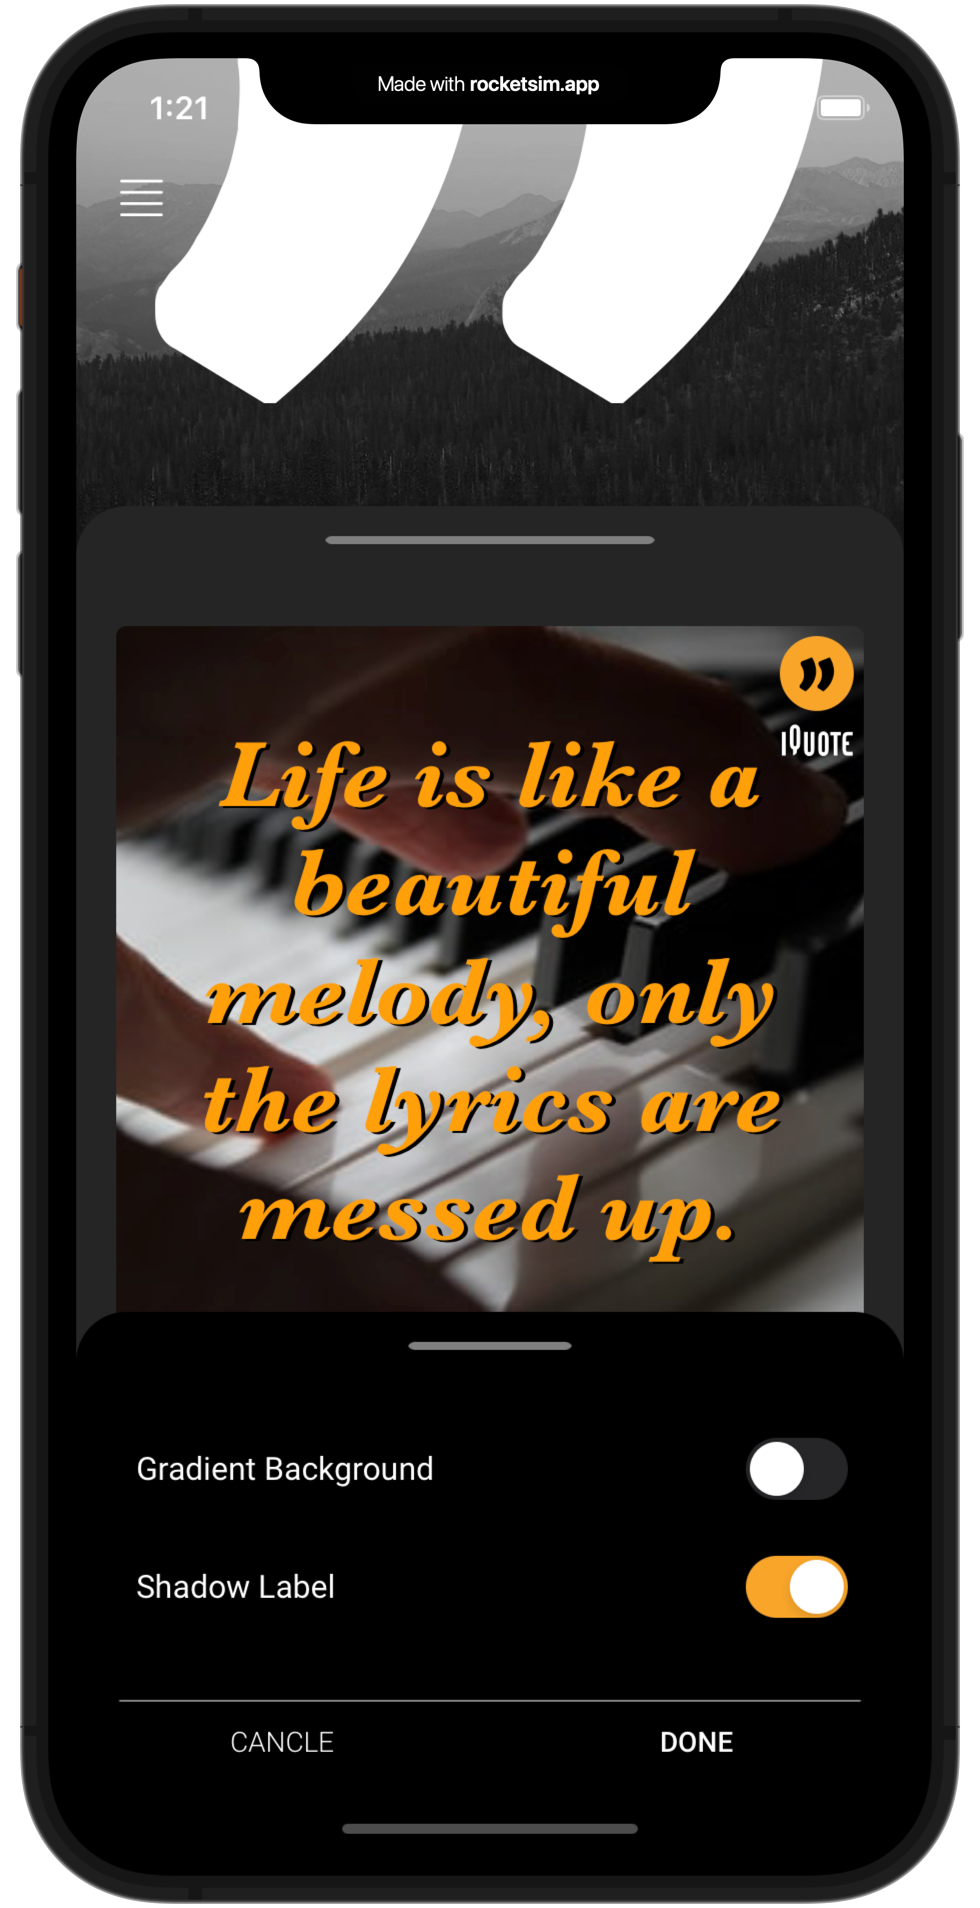 Made with rocketsim.app
1:21
IQUOTE
Life is like a
beautiful
melody, only
the lyrics are
messed up.
Gradient Background
Shadow Label
CANCLE
DONE